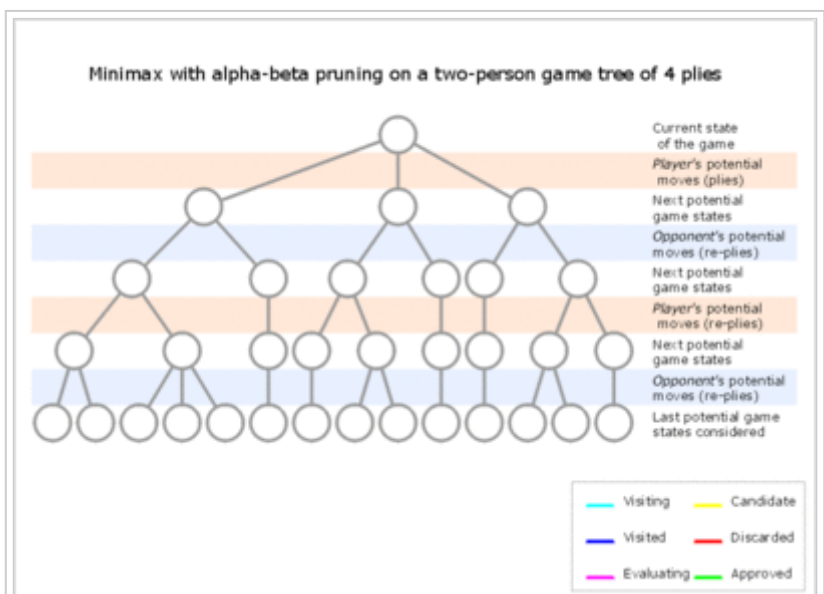 Minimax with alpha-beta pruning on a two-person game tree of 4 plies
Current state
of the game
Player's potential
moves (plies)
Next potential
game states
Opponent's potential
moves (re-plies)
Next potential
game states
Player's potential
moves (re-plies)
Next potential
game states
Opponent's potential
moves (re-plies)
Last potential game
states considered
Visiting Candidate
Visited Discarded
Evaluating Approved